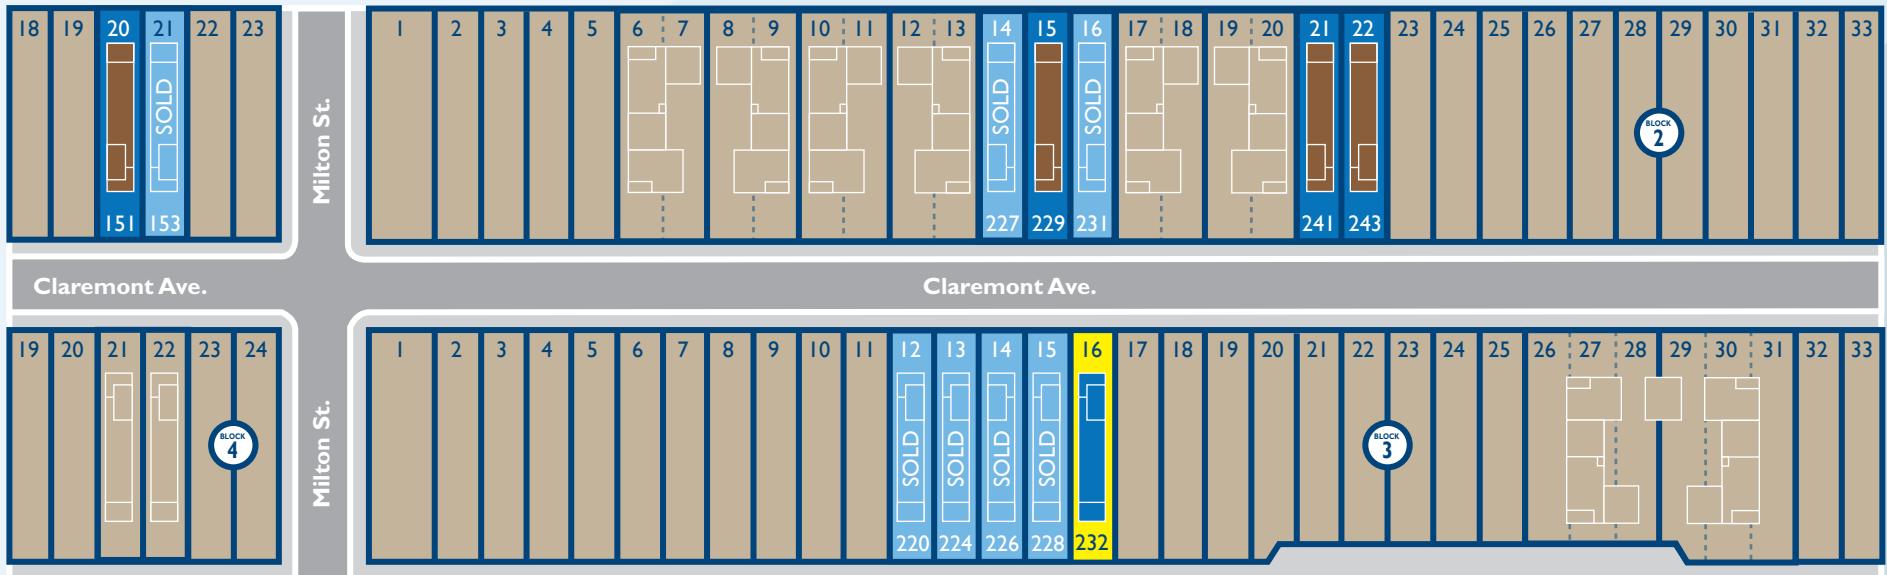 18 19 20 21 22 23
SOLD
151 153
Milton St.
1 2 3 4 5 6 7 8 9 10 11 12 13 14 15 16 17 18 19 20 21 22 23 24 25 26 27 28 29 30 31 32 33
SOLD SOLD
BLOCK
2
227 229 231 241 243
Claremont Ave. Claremont Ave.
19 20 21 22 23 24
BLOCK
4
Milton St.
1 2 3 4 5 6 7 8 9 10 11 12 13 14 15 16 17 18 19 20 21 22 23 24 25 26 27 28 29 30 31 32 33
SOLD SOLD SOLD SOLD
BLOCK
3
220 224 226 228 232